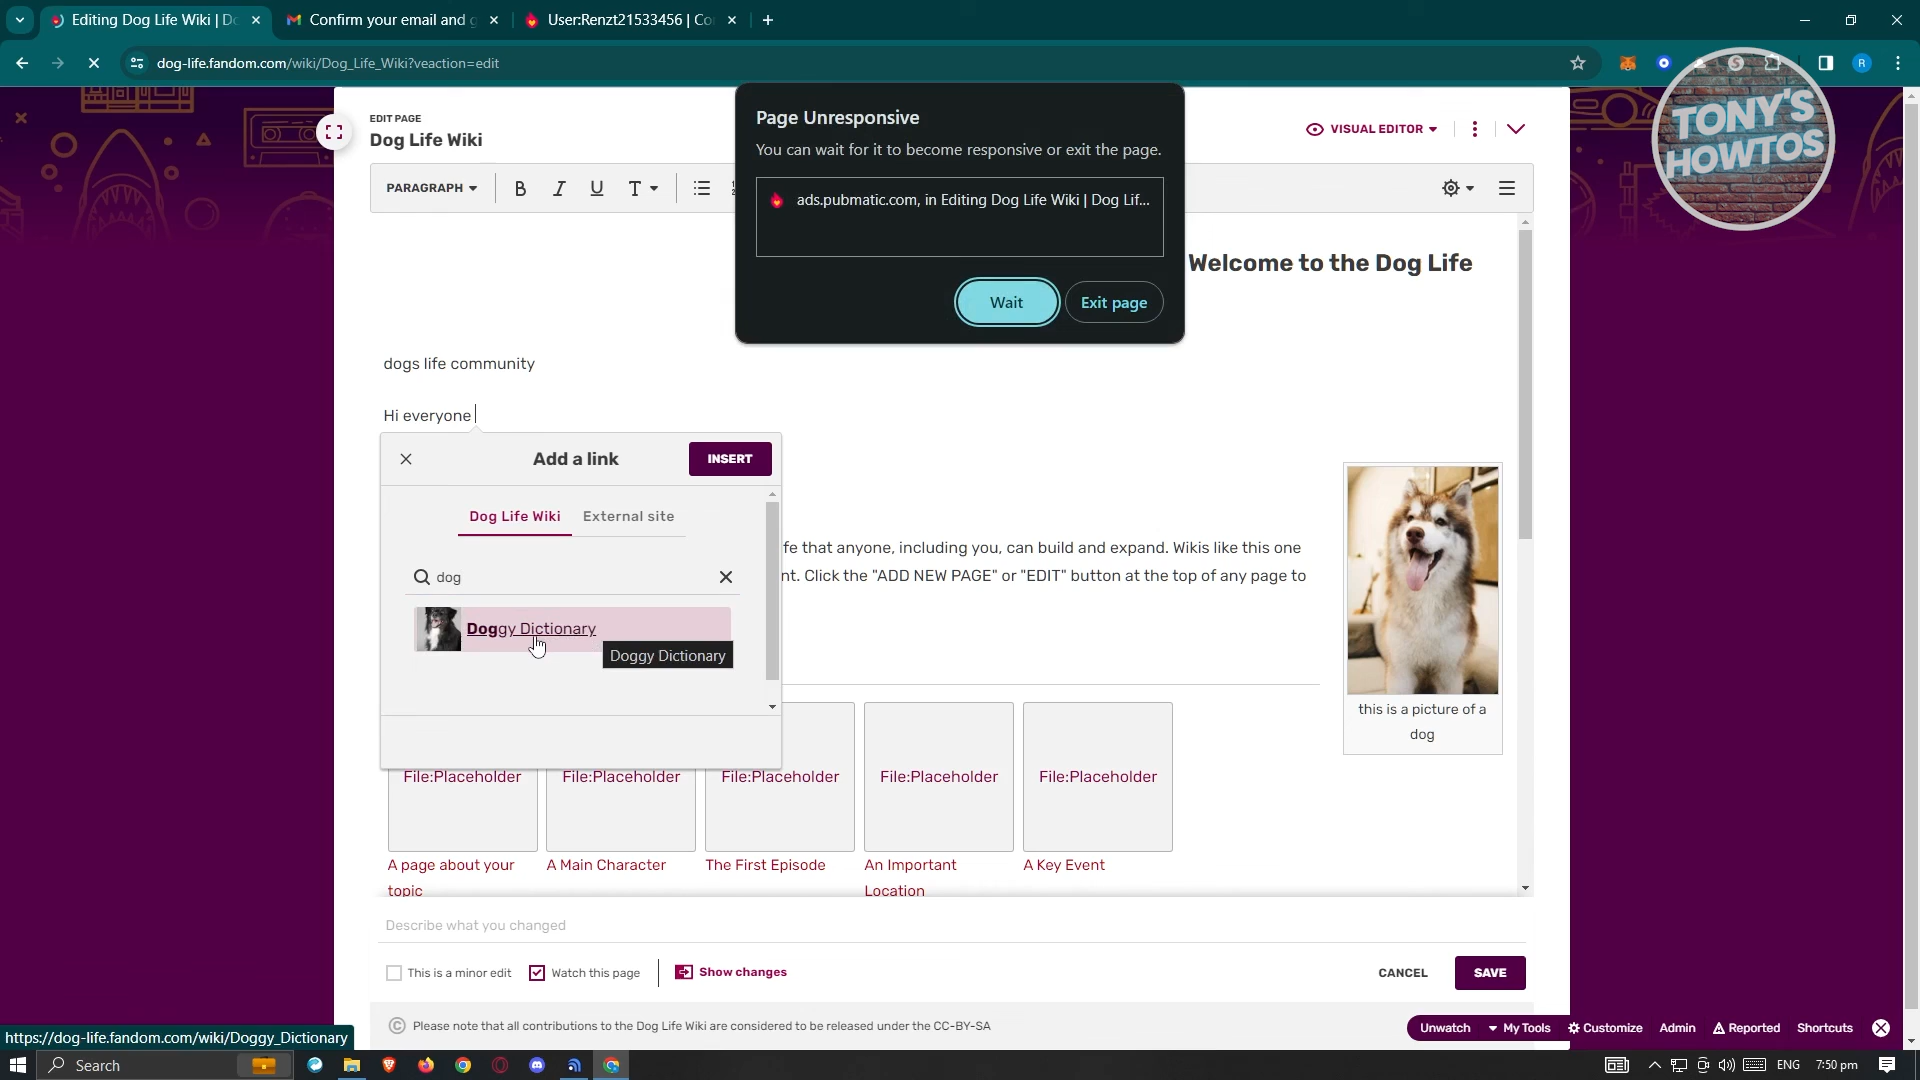 Editing Dog Life Wiki | Do
Confirm your email and g
User:Renzt21533456 | Co
dog-life.fandom.com/wiki/Dog_Life_Wiki?veaction=edit
R
TONY'S
HOWTOS
Page Unresponsive
You can wait for it to become responsive or exit the page.
ads.pubmatic.com, in Editing Dog Life Wiki | Dog Lif...
Wait
Exit page
EDIT PAGE
Dog Life Wiki
VISUAL EDITOR
PARAGRAPH
B I U T
Welcome to the Dog Life
dogs life community
Hi everyone
Add a link
INSERT
Dog Life Wiki
External site
dog
Doggy Dictionary
Doggy Dictionary
fe that anyone, including you, can build and expand. Wikis like this one
nt. Click the "ADD NEW PAGE" or "EDIT" button at the top of any page to
this is a picture of a
dog
File:Placeholder
File:Placeholder
File:Placeholder
File:Placeholder
File:Placeholder
A page about your
topic
A Main Character
The First Episode
An Important
Location
A Key Event
Describe what you changed
This is a minor edit
Watch this page
Show changes
CANCEL
SAVE
Please note that all contributions to the Dog Life Wiki are considered to be released under the CC-BY-SA
https://dog-life.fandom.com/wiki/Doggy_Dictionary
Unwatch
My Tools
Customize
Admin
Reported
Shortcuts
Search
ENG
7:50 pm